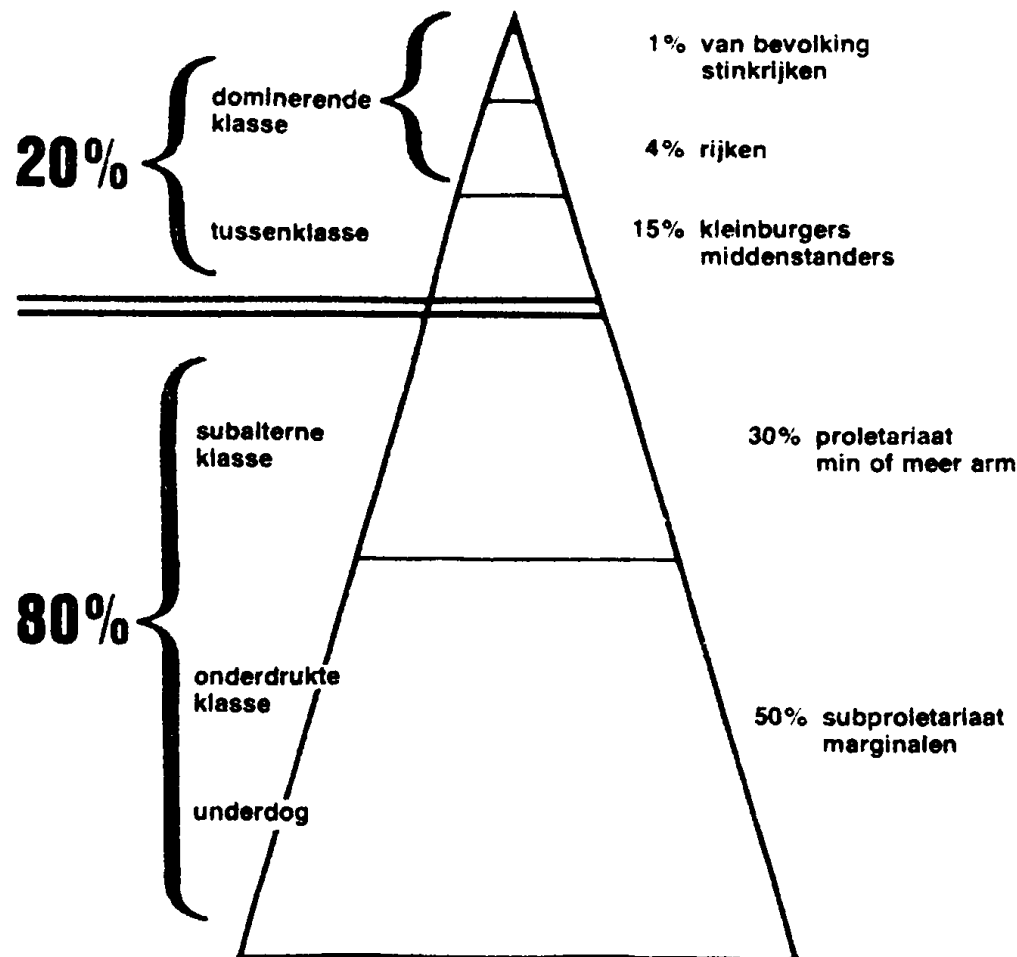 1% van bevolking
stinkrijken
dominerende
klasse
20%
4% rijken
tussenklasse
15% kleinburgers
middenstanders
subalterne
klasse
30% proletariaat
min of meer arm
80%
onderdrukte
klasse
50% subproletariaat
marginalen
underdog